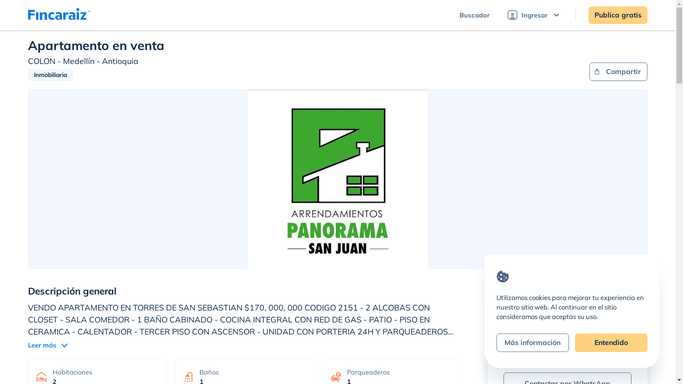 Fincaraiz
Buscador
Ingresar
Publica gratis
Apartamento en venta
COLON - Medellín - Antioquia
Inmobiliaria
Compartir
ARRENDAMIENTOS
PANORAMA
SAN JUAN
Descripción general
VENDO APARTAMENTO EN TORRES DE SAN SEBASTIAN $170, 000, 000 CODIGO 2151 - 2 ALCOBAS CON
CLOSET - SALA COMEDOR - 1 BAÑO CABINADO - COCINA INTEGRAL CON RED DE GAS - PATIO - PISO EN
CERAMICA - CALENTADOR - TERCER PISO CON ASCENSOR - UNIDAD CON PORTERIA 24H Y PARQUEADEROS...
Leer más
Habitaciones
2
Baños
1
Parqueaderos
1
Utilizamos cookies para mejorar tu experiencia en
nuestro sitio web. Al continuar en el sitio
consideramos que aceptas su uso.
Más información
Entendido
Contactar por WhatsApp